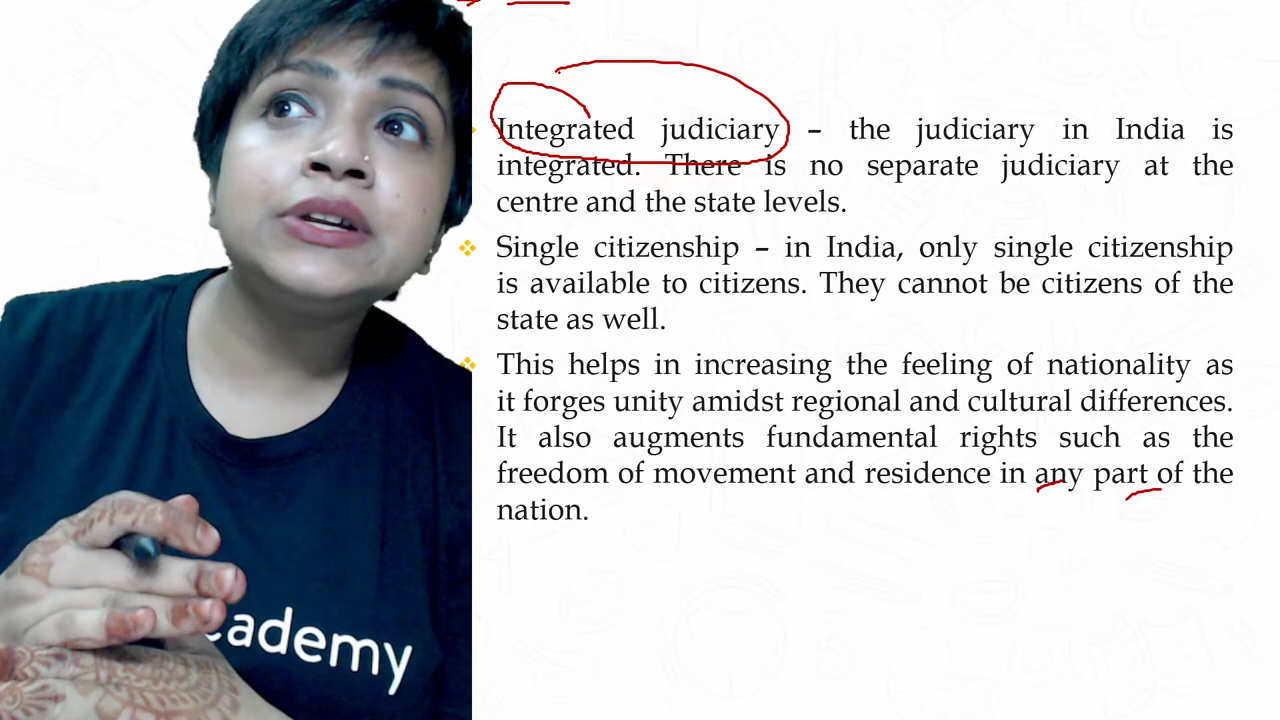 Integrated judiciary – the judiciary in India is
integrated. There is no separate judiciary at the
centre and the state levels.
Single citizenship – in India, only single citizenship
is available to citizens. They cannot be citizens of the
state as well.
This helps in increasing the feeling of nationality as
it forges unity amidst regional and cultural differences.
It also augments fundamental rights such as the
freedom of movement and residence in any part of the
nation.
cademy